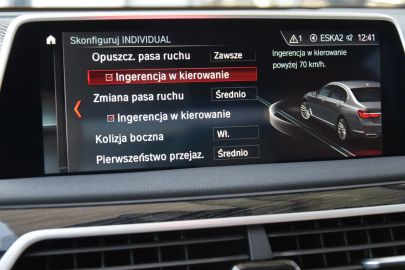 Skonfiguruj INDIVIDUAL
1 ESKA2 12:41
Opuszcz. pasa ruchu Zawsze
Ingerencja w kierowanie
Zmiana pasa ruchu Średnio
Ingerencja w kierowanie
Kolizja boczna Wł.
Pierwszeństwo przejaz. Średnio
Ingerencja w kierowanie
powyżej 70 km/h.